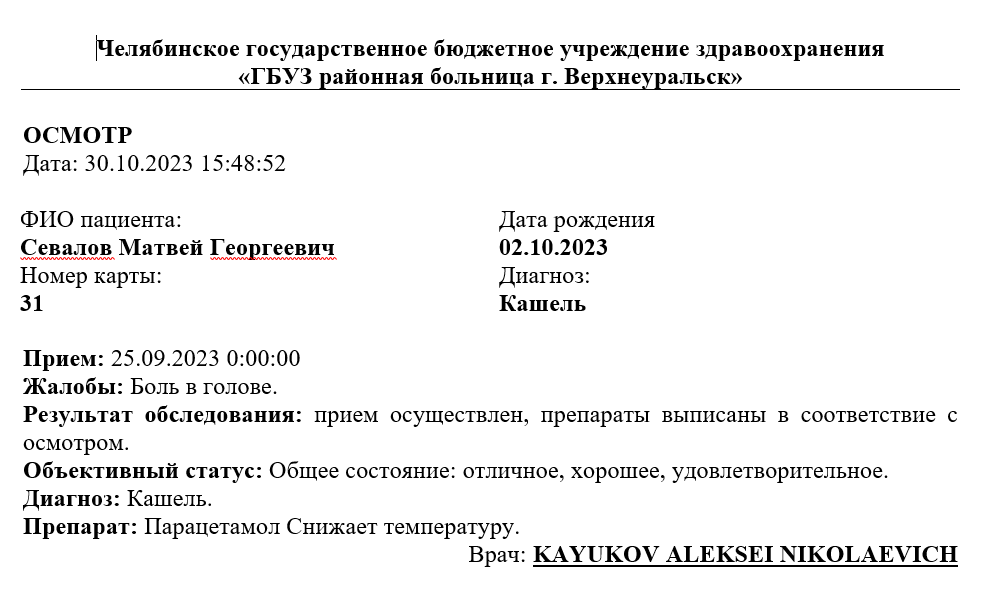 Челябинское государственное бюджетное учреждение здравоохранения
«ГБУЗ районная больница г. Верхнеуральск»
ОСМОТР
Дата: 30.10.2023 15:48:52
ФИО пациента:
Севалов Матвей Георгеевич
Номер карты:
31
Дата рождения
02.10.2023
Диагноз:
Кашель
Прием: 25.09.2023 0:00:00
Жалобы: Боль в голове.
Результат обследования: прием осуществлен, препараты выписаны в соответствие с
осмотром.
Объективный статус: Общее состояние: отличное, хорошее, удовлетворительное.
Диагноз: Кашель.
Препарат: Парацетамол Снижает температуру.
Врач: KAYUKOV ALEKSEI NIKOLAEVICH